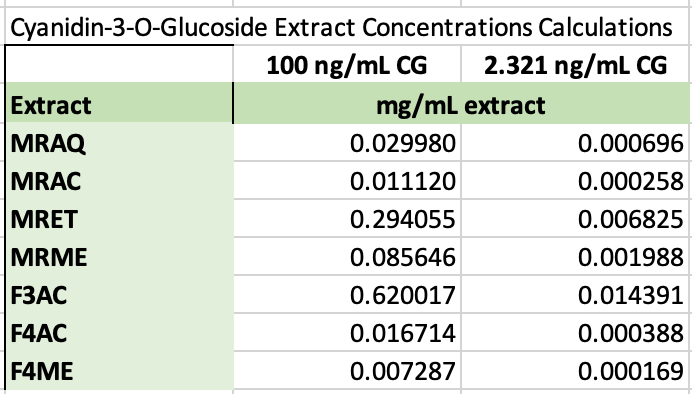 Cyanidin-3-O-Glucoside Extract Concentrations Calculations
100 ng/mL CG 2.321 ng/mL CG
Extract mg/mL extract
MRAQ 0.029980 0.000696
MRAC 0.011120 0.000258
MRET 0.294055 0.006825
MRME 0.085646 0.001988
F3AC 0.620017 0.014391
F4AC 0.016714 0.000388
F4ME 0.007287 0.000169